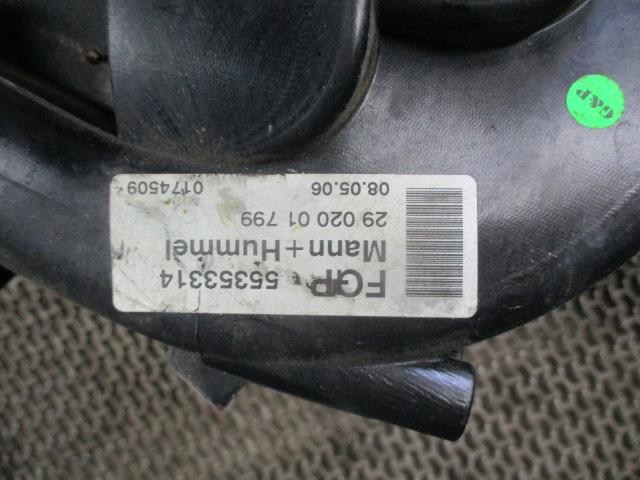 FGP 55353314
Mann+Hummel
29 020 01 799
08.05.06 0174509
G&P